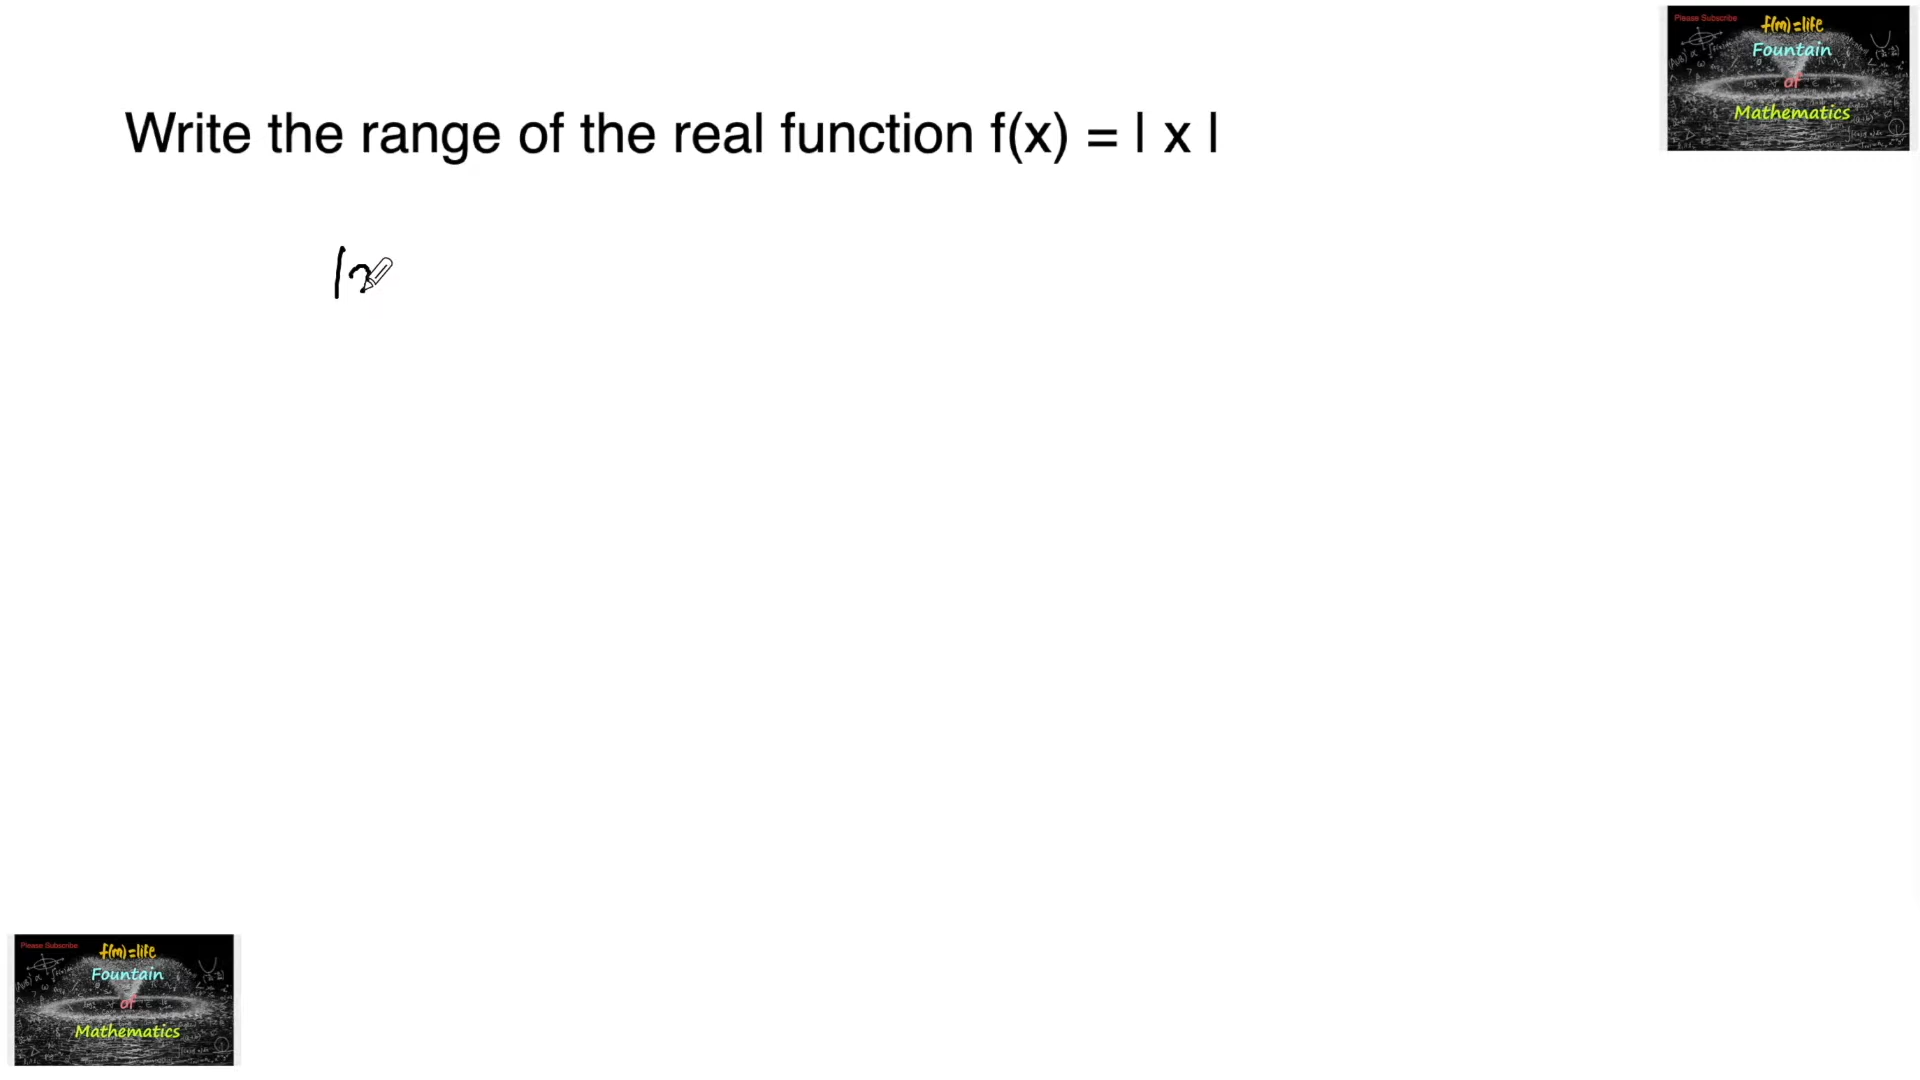 Please Subscribe
f(m)=life
Fountain
of
Mathematics
Write the range of the real function f(x) = | x |
Please Subscribe
f(m)=life
Fountain
of
Mathematics